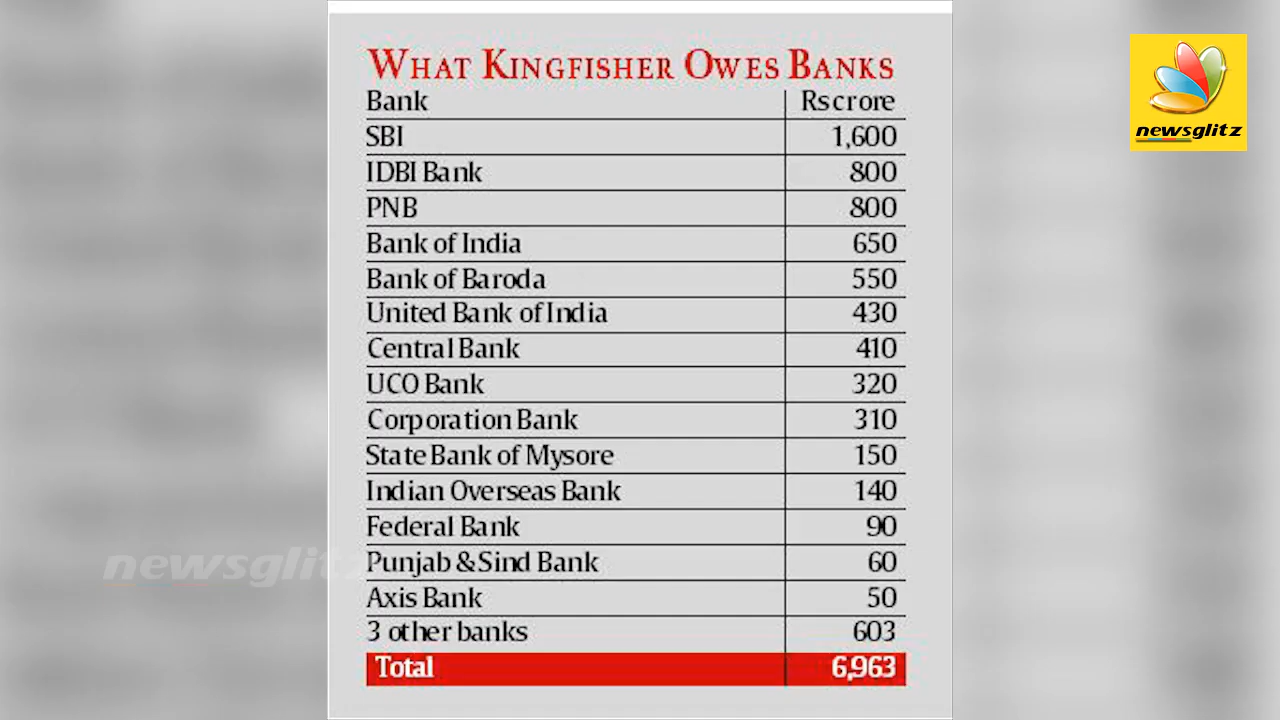 WHAT KINGFISHER OWES BANKS
Bank Rs crore
SBI 1,600
IDBI Bank 800
PNB 800
Bank of India 650
Bank of Baroda 550
United Bank of India 430
Central Bank 410
UCO Bank 320
Corporation Bank 310
State Bank of Mysore 150
Indian Overseas Bank 140
Federal Bank 90
Punjab & Sind Bank 60
Axis Bank 50
3 other banks 603
Total 6,963
newsglitz
newsglitz